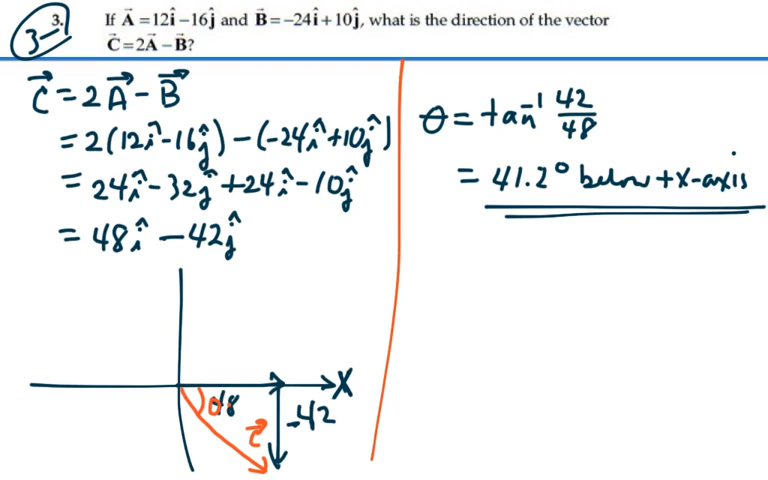 3-1
3. If A⃗ =12î −16ĵ and B⃗ =−24î +10ĵ, what is the direction of the vector
C⃗ =2A⃗ −B⃗?
C⃗ = 2A⃗ − B⃗
= 2(12î − 16ĵ) − (−24î + 10ĵ)
= 24î − 32ĵ + 24î − 10ĵ
= 48î − 42ĵ
X
48
−42
C⃗
θ = tan⁻¹ 42/48
= 41.2° below +x-axis